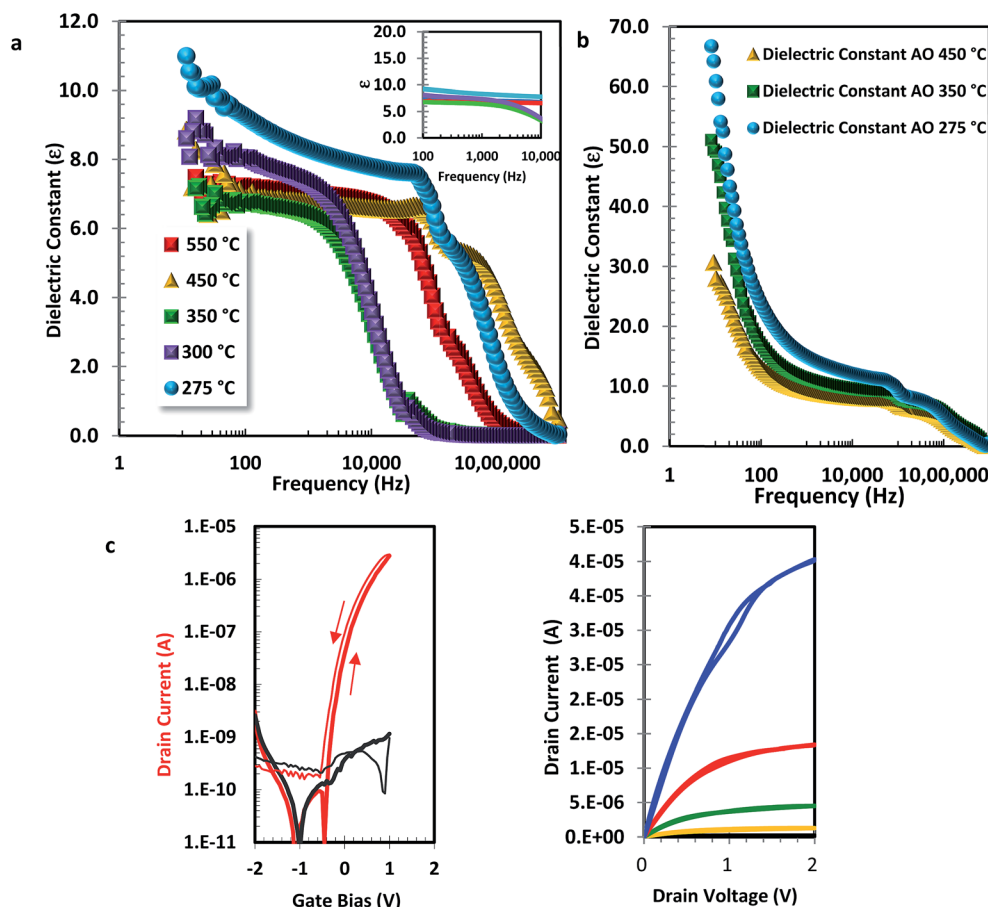 a
12.0
10.0
8.0
6.0
4.0
2.0
0.0
Dielectric Constant (ε)
1
100
10,000
10,00,000
Frequency (Hz)
550 °C
450 °C
350 °C
300 °C
275 °C
20.0
15.0
10.0
5.0
0.0
ε
100
1,000
10,000
Frequency (Hz)
b
70.0
60.0
50.0
40.0
30.0
20.0
10.0
0.0
Dielectric Constant (ε)
1
100
10,000
10,00,000
Frequency (Hz)
Dielectric Constant AO 450 °C
Dielectric Constant AO 350 °C
Dielectric Constant AO 275 °C
c
1.E-05
1.E-06
1.E-07
1.E-08
1.E-09
1.E-10
1.E-11
Drain Current (A)
-2
-1
0
1
2
Gate Bias (V)
5.E-05
4.E-05
4.E-05
3.E-05
3.E-05
2.E-05
2.E-05
1.E-05
1.E-05
5.E-06
0.E+00
Drain Current (A)
0
1
2
Drain Voltage (V)